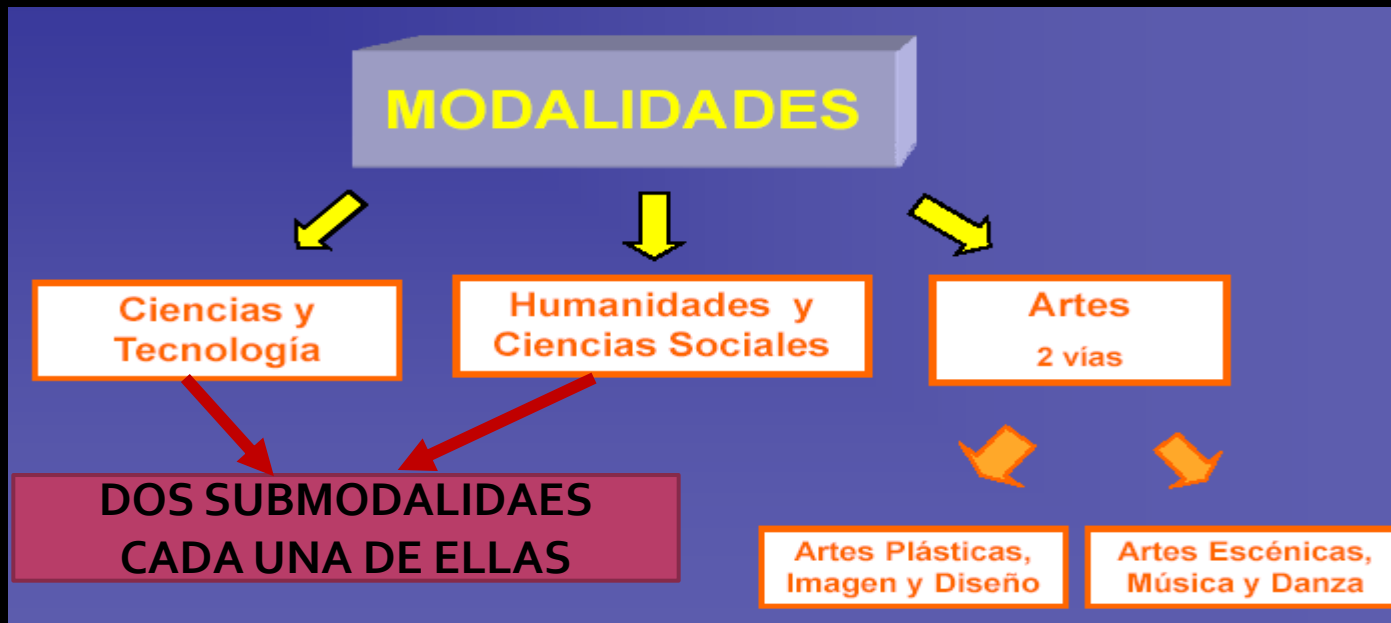 MODALIDADES
Ciencias y
Tecnología
Humanidades y
Ciencias Sociales
Artes
2 vías
DOS SUBMODALIDAES
CADA UNA DE ELLAS
Artes Plásticas,
Imagen y Diseño
Artes Escénicas,
Música y Danza